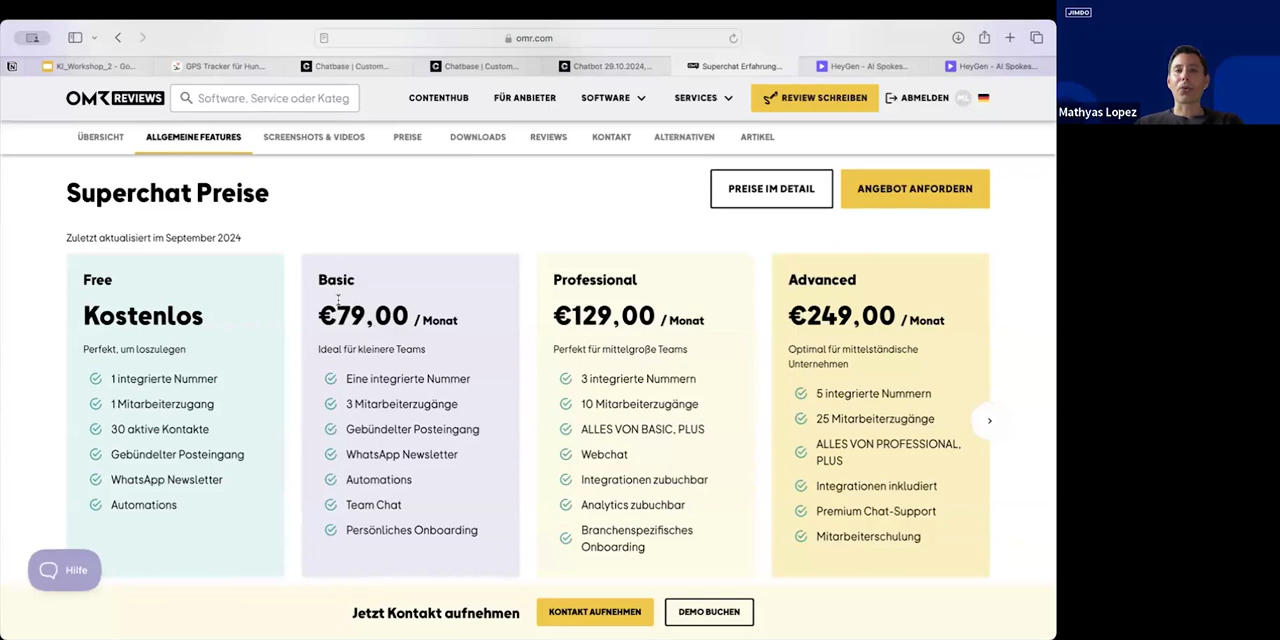 omr.com
KI_Workshop_2 - Go...
GPS Tracker für Hun...
Chatbase | Custom...
Chatbase | Custom...
Chatbot 29.10.2024,...
Superchat Erfahrung...
HeyGen - AI Spokes...
HeyGen - AI Spokes...
OMR REVIEWS
Software, Service oder Kateg
CONTENTHUB
FÜR ANBIETER
SOFTWARE
SERVICES
REVIEW SCHREIBEN
ABMELDEN
ML
ÜBERSICHT
ALLGEMEINE FEATURES
SCREENSHOTS & VIDEOS
PREISE
DOWNLOADS
REVIEWS
KONTAKT
ALTERNATIVEN
ARTIKEL
Superchat Preise
PREISE IM DETAIL
ANGEBOT ANFORDERN
Zuletzt aktualisiert im September 2024
Free
Kostenlos
Perfekt, um loszulegen
1 integrierte Nummer
1 Mitarbeiterzugang
30 aktive Kontakte
Gebündelter Posteingang
WhatsApp Newsletter
Automations
Basic
€79,00 / Monat
Ideal für kleinere Teams
Eine integrierte Nummer
3 Mitarbeiterzugänge
Gebündelter Posteingang
WhatsApp Newsletter
Automations
Team Chat
Persönliches Onboarding
Professional
€129,00 / Monat
Perfekt für mittelgroße Teams
3 integrierte Nummern
10 Mitarbeiterzugänge
ALLES VON BASIC, PLUS
Webchat
Integrationen zubuchbar
Analytics zubuchbar
Branchenspezifisches
Onboarding
Advanced
€249,00 / Monat
Optimal für mittelständische
Unternehmen
5 integrierte Nummern
25 Mitarbeiterzugänge
ALLES VON PROFESSIONAL,
PLUS
Integrationen inkludiert
Premium Chat-Support
Mitarbeiterschulung
Hilfe
Jetzt Kontakt aufnehmen
KONTAKT AUFNEHMEN
DEMO BUCHEN
JIMDO
Mathyas Lopez